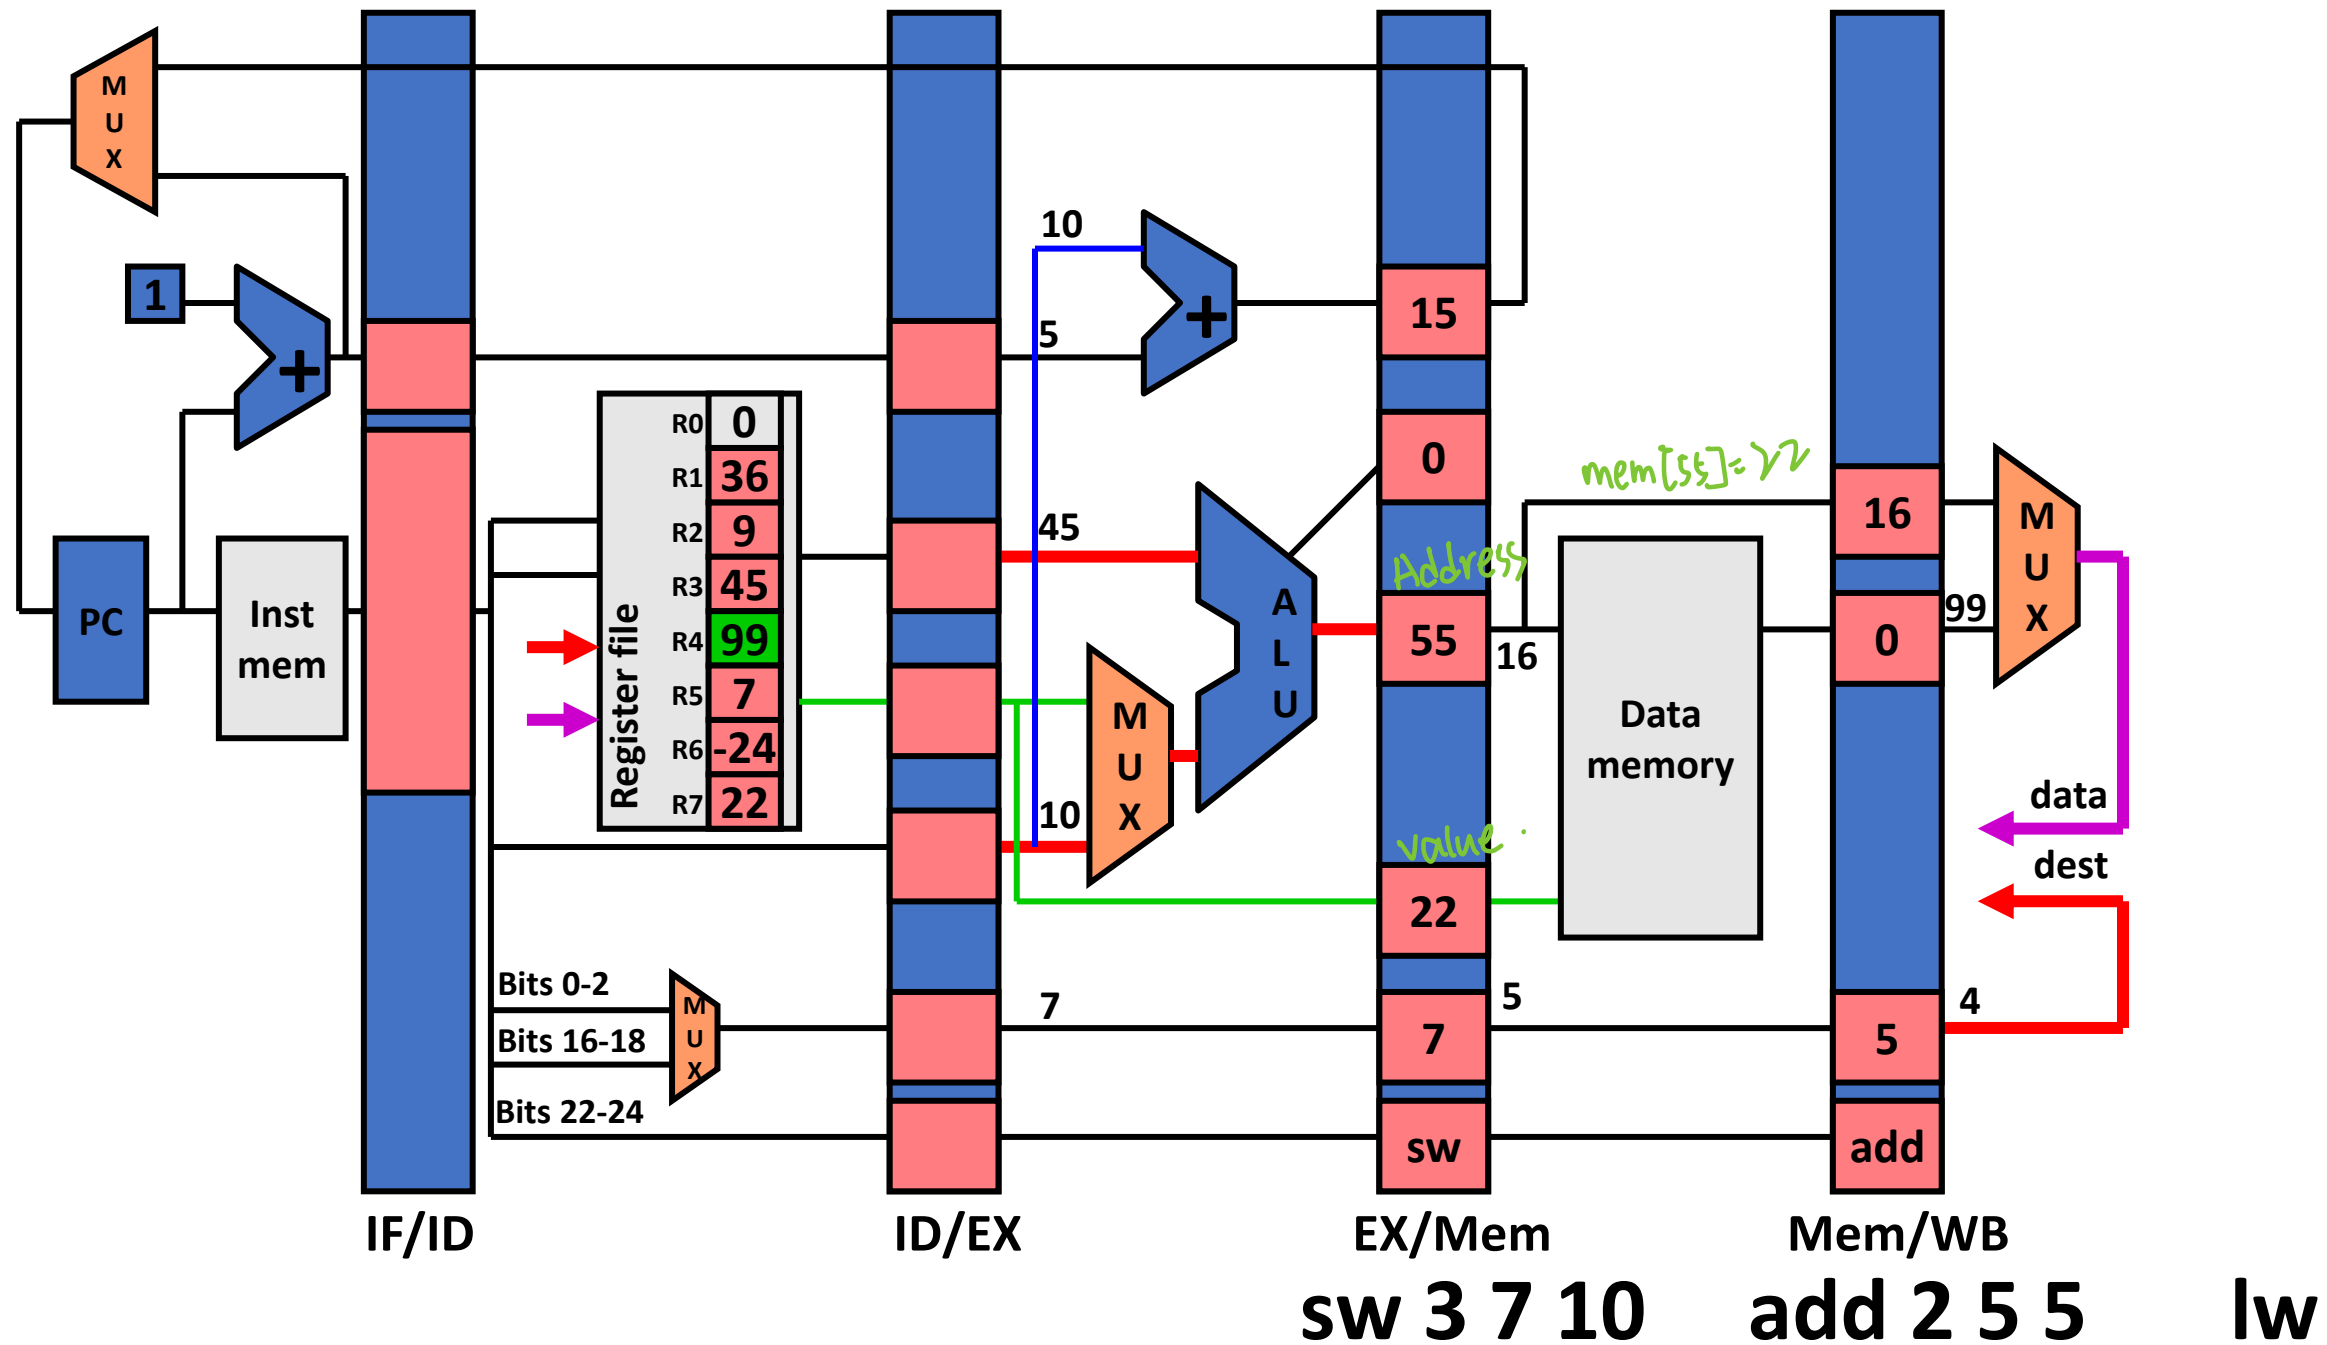 M
U
X
1
+
PC
Inst
mem
Register file
R0 0
R1 36
R2 9
R3 45
R4 99
R5 7
R6 -24
R7 22
Bits 0-2
Bits 16-18
Bits 22-24
M
U
X
10
5
45
10
7
+
M
U
X
A
L
U
15
0
Address
55
value
22
7
sw
16
5
mem[55]=22
Data
memory
16
0
5
add
99
4
M
U
X
data
dest
IF/ID
ID/EX
EX/Mem
Mem/WB
sw 3 7 10
add 2 5 5
lw